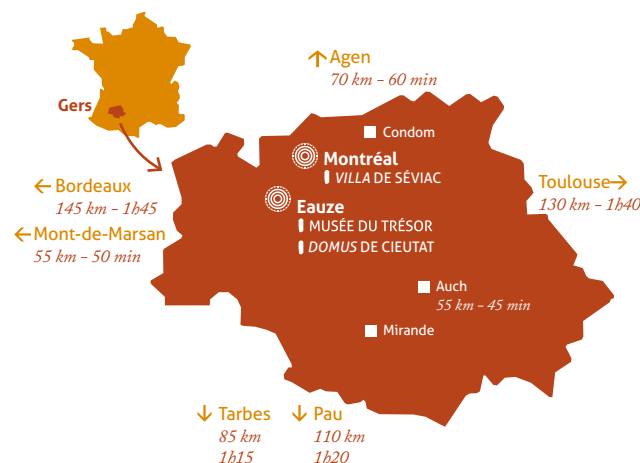 ↑ Agen
70 km – 60 min
Gers
Condom
Montréal
VILLA DE SÉVIAC
← Bordeaux
145 km – 1h45
Toulouse→
130 km – 1h40
Eauze
MUSÉE DU TRÉSOR
DOMUS DE CIEUTAT
←Mont-de-Marsan
55 km – 50 min
Auch
55 km – 45 min
Mirande
↓ Tarbes
85 km
1h15
↓ Pau
110 km
1h20